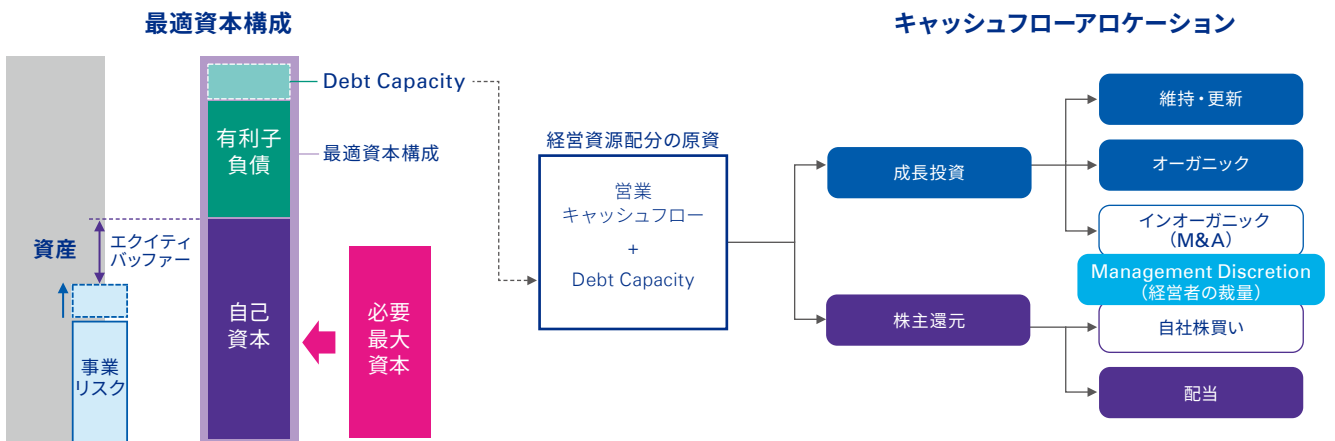 最適資本構成
Debt Capacity
有利子
負債
最適資本構成
資産
エクイティ
バッファー
自己
資本
必要
最大
資本
事業
リスク
キャッシュフローアロケーション
経営資源配分の原資
営業
キャッシュフロー
+
Debt Capacity
成長投資
株主還元
維持・更新
オーガニック
インオーガニック
(M&A)
Management Discretion
(経営者の裁量)
自社株買い
配当